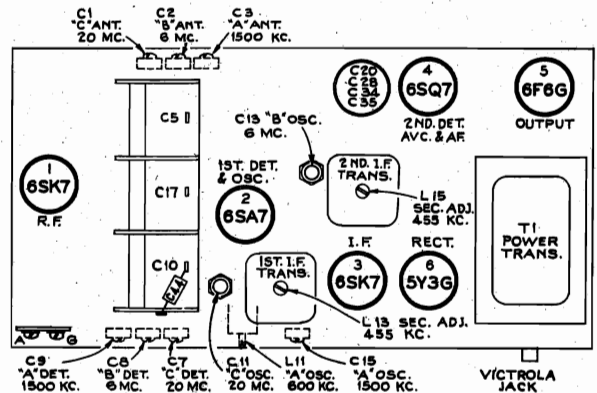 C1
"C" ANT.
20 MC.
C2
"B" ANT.
6 MC.
C3
"A" ANT.
1500 KC.
C5
C17
C10
C44
1
6SK7
R.F.
1ST. DET.
& OSC.
2
6SA7
C13 "B" OSC.
6 MC.
C20
C28
C34
C35
4
6SQ7
2ND. DET.
AVC. & AF.
5
6F6G
OUTPUT
2ND I.F.
TRANS.
L15
SEC. ADJ.
455 KC.
1ST. I.F.
TRANS.
I.F.
3
6SK7
RECT.
6
5Y3G
L13 SEC. ADJ.
455 KC.
T1
POWER
TRANS.
A
G
C9
"A" DET.
1500 KC.
C8
"B" DET.
6 MC.
C7
"C" DET.
20 MC.
C11
"C" OSC.
20 MC.
L11
"A" OSC.
600 KC.
C15
"A" OSC.
1500 KC.
VICTROLA
JACK